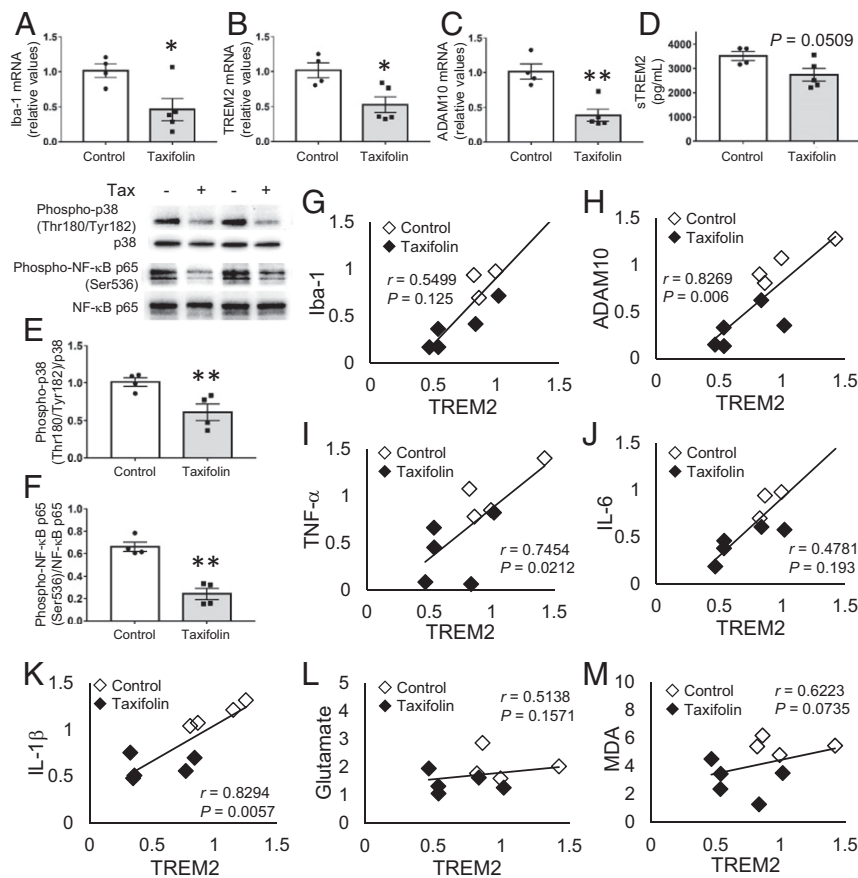 A
Iba-1 mRNA
(relative values)
1.5
1.0
0.5
0.0
*
Control
Taxifolin
B
TREM2 mRNA
(relative values)
1.5
1.0
0.5
0.0
*
Control
Taxifolin
C
ADAM10 mRNA
(relative values)
1.5
1.0
0.5
0.0
**
Control
Taxifolin
D
sTREM2
(pg/mL)
4000
3000
2000
1000
0
P = 0.0509
Control
Taxifolin
Tax - + - +
Phospho-p38
(Thr180/Tyr182)
p38
Phospho-NF-κB p65
(Ser536)
NF-κB p65
E
Phospho-p38
(Thr180/Tyr182)/p38
1.5
1.0
0.5
0.0
**
Control
Taxifolin
F
Phospho-NF-κB p65
(Ser536)/NF-κB p65
1.0
0.8
0.6
0.4
0.2
0.0
**
Control
Taxifolin
G
Iba-1
1.5
1
0.5
0
◇ Control
◆ Taxifolin
r = 0.5499
P = 0.125
0 0.5 1 1.5
TREM2
H
ADAM10
1.5
1
0.5
0
◇ Control
◆ Taxifolin
r = 0.8269
P = 0.006
0 0.5 1 1.5
TREM2
I
TNF-α
1.5
1
0.5
0
◇ Control
◆ Taxifolin
r = 0.7454
P = 0.0212
0 0.5 1 1.5
TREM2
J
IL-6
1.5
1
0.5
0
◇ Control
◆ Taxifolin
r = 0.4781
P = 0.193
0 0.5 1 1.5
TREM2
K
IL-1β
1.5
1
0.5
0
◇ Control
◆ Taxifolin
r = 0.8294
P = 0.0057
0 0.5 1 1.5
TREM2
L
Glutamate
5
4
3
2
1
0
◇ Control
◆ Taxifolin
r = 0.5138
P = 0.1571
0 0.5 1 1.5
TREM2
M
MDA
10
8
6
4
2
0
◇ Control
◆ Taxifolin
r = 0.6223
P = 0.0735
0 0.5 1 1.5
TREM2